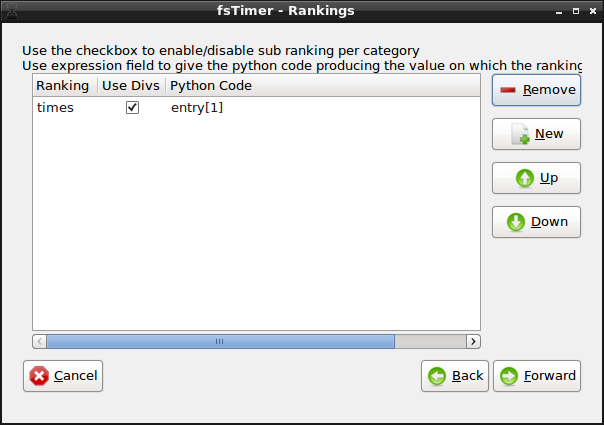 fsTimer - Rankings
Use the checkbox to enable/disable sub ranking per category
Use expression field to give the python code producing the value on which the ranking
Ranking Use Divs Python Code
times entry[1]
Remove
New
Up
Down
Cancel
Back
Forward